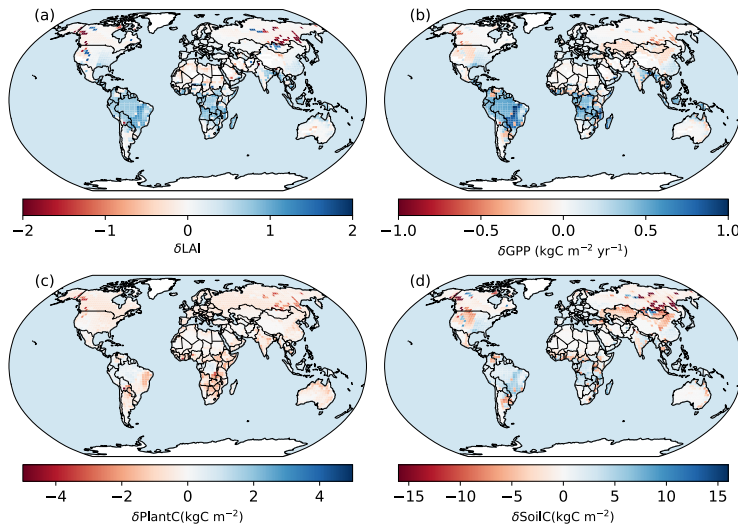 (a)
(b)
−2 −1 0 1 2
δLAI
−1.0 −0.5 0.0 0.5 1.0
δGPP (kgC m⁻² yr⁻¹)
(c)
(d)
−4 −2 0 2 4
δPlantC(kgC m⁻²)
−15 −10 −5 0 5 10 15
δSoilC(kgC m⁻²)